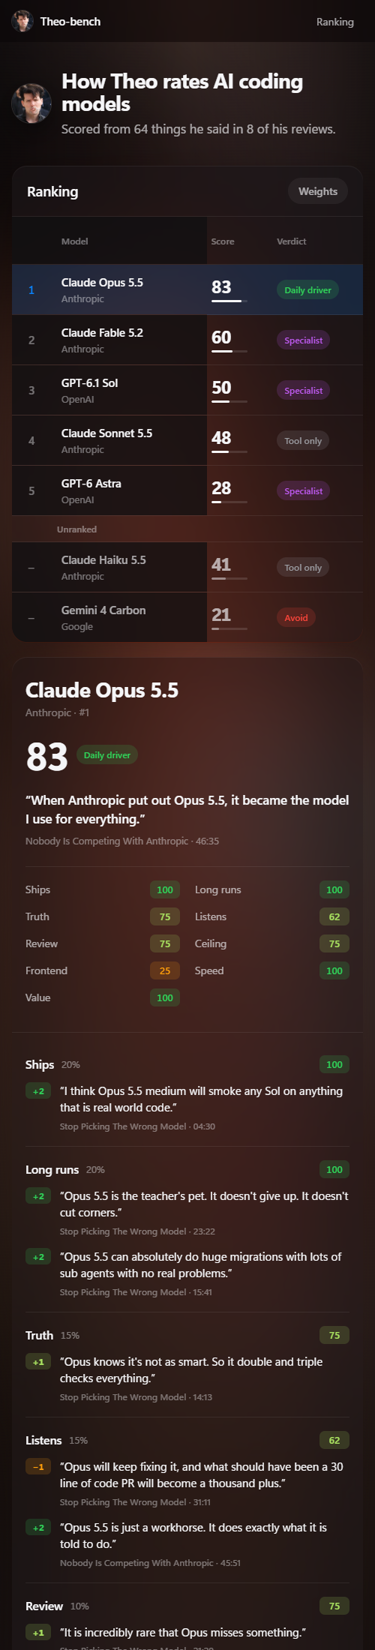 Theo-bench
Ranking
How Theo rates AI coding
models
Scored from 64 things he said in 8 of his reviews.
Ranking
Weights
Model Score Verdict
1 Claude Opus 5.5 83 Daily driver
Anthropic
2 Claude Fable 5.2 60 Specialist
Anthropic
3 GPT-6.1 Sol 50 Specialist
OpenAI
4 Claude Sonnet 5.5 48 Tool only
Anthropic
5 GPT-6 Astra 28 Specialist
OpenAI
Unranked
– Claude Haiku 5.5 41 Tool only
Anthropic
– Gemini 4 Carbon 21 Avoid
Google
Claude Opus 5.5
Anthropic · #1
83 Daily driver
“When Anthropic put out Opus 5.5, it became the model
I use for everything.”
Nobody Is Competing With Anthropic · 46:35
Ships 100 Long runs 100
Truth 75 Listens 62
Review 75 Ceiling 75
Frontend 25 Speed 100
Value 100
Ships 20% 100
+2 “I think Opus 5.5 medium will smoke any Sol on anything
that is real world code.”
Stop Picking The Wrong Model · 04:30
Long runs 20% 100
+2 “Opus 5.5 is the teacher's pet. It doesn't give up. It doesn't
cut corners.”
Stop Picking The Wrong Model · 23:22
+2 “Opus 5.5 can absolutely do huge migrations with lots of
sub agents with no real problems.”
Stop Picking The Wrong Model · 15:41
Truth 15% 75
+1 “Opus knows it's not as smart. So it double and triple
checks everything.”
Stop Picking The Wrong Model · 14:13
Listens 15% 62
−1 “Opus will keep fixing it, and what should have been a 30
line of code PR will become a thousand plus.”
Stop Picking The Wrong Model · 31:11
+2 “Opus 5.5 is just a workhorse. It does exactly what it is
told to do.”
Nobody Is Competing With Anthropic · 45:51
Review 10% 75
+1 “It is incredibly rare that Opus misses something.”